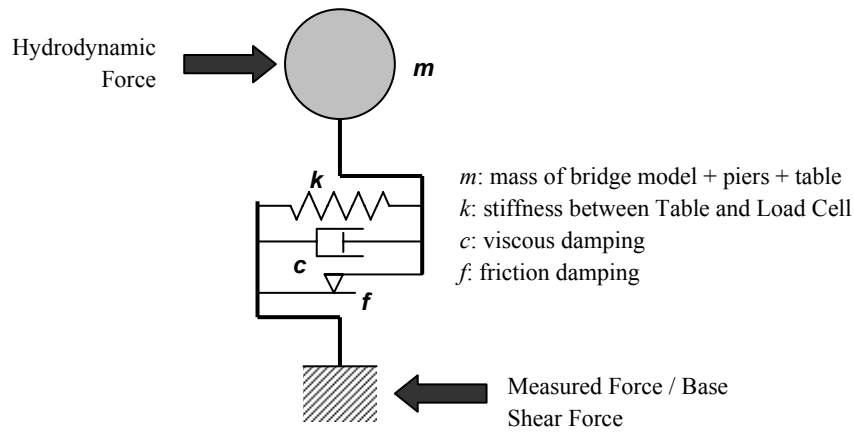 Hydrodynamic
Force
m
k
c
f
m: mass of bridge model + piers + table
k: stiffness between Table and Load Cell
c: viscous damping
f: friction damping
Measured Force / Base
Shear Force